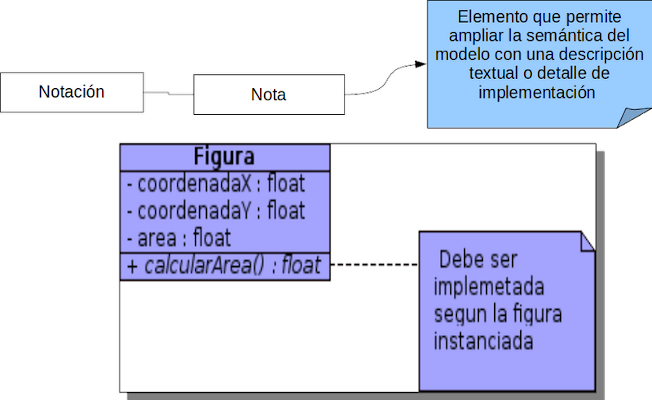 Notación
Nota
Elemento que permite
ampliar la semántica del
modelo con una descripción
textual o detalle de
implementación
Figura
- coordenadaX : float
- coordenadaY : float
- area : float
+ calcularArea() : float
Debe ser
implemetada
segun la figura
instanciada